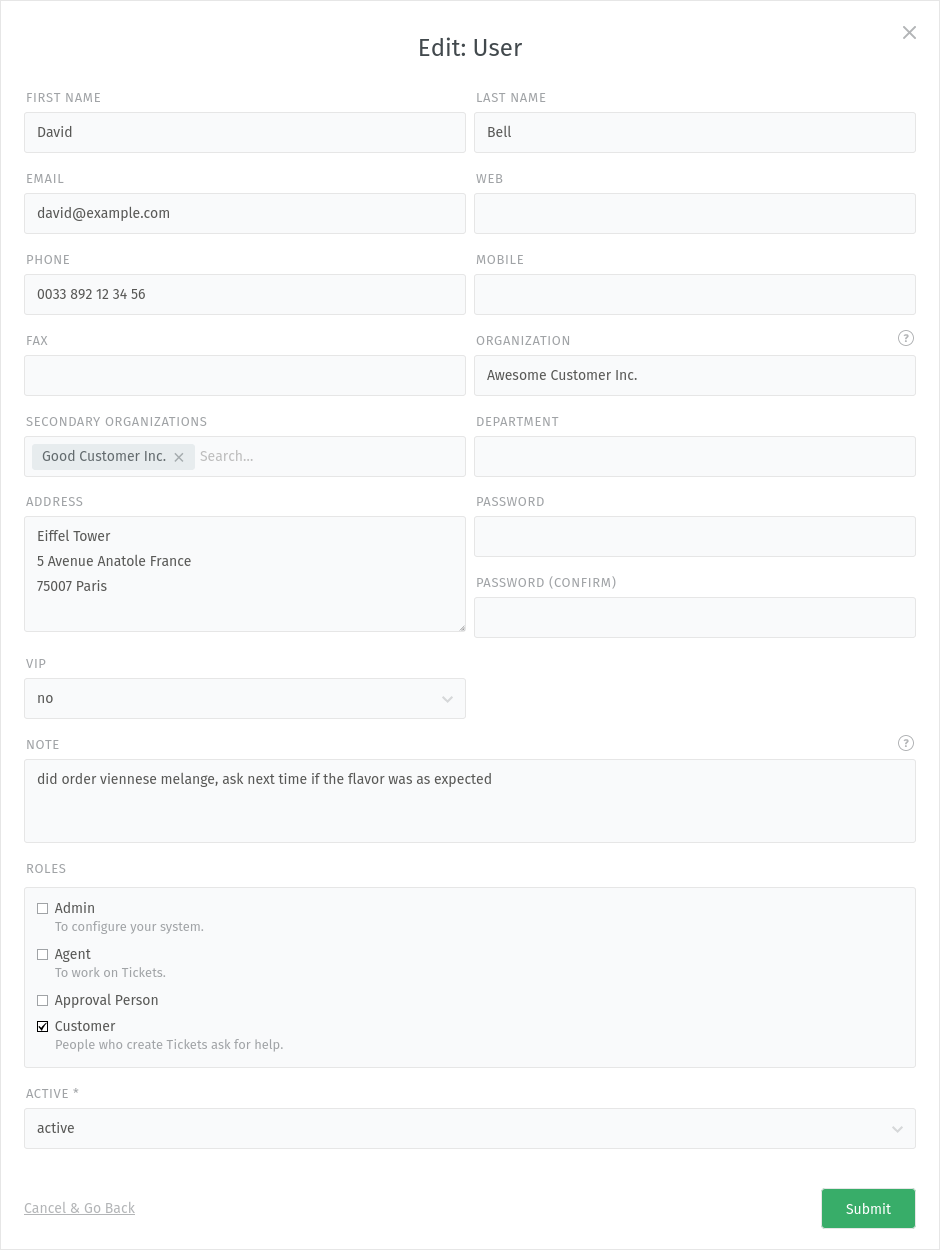 Edit: User
FIRST NAME
LAST NAME
David
Bell
EMAIL
WEB
david@example.com
PHONE
MOBILE
0033 892 12 34 56
FAX
ORGANIZATION
?
Awesome Customer Inc.
SECONDARY ORGANIZATIONS
DEPARTMENT
Good Customer Inc.
Search...
ADDRESS
PASSWORD
Eiffel Tower
5 Avenue Anatole France
75007 Paris
PASSWORD (CONFIRM)
VIP
no
NOTE
?
did order viennese melange, ask next time if the flavor was as expected
ROLES
Admin
To configure your system.
Agent
To work on Tickets.
Approval Person
Customer
People who create Tickets ask for help.
ACTIVE *
active
Cancel & Go Back
Submit